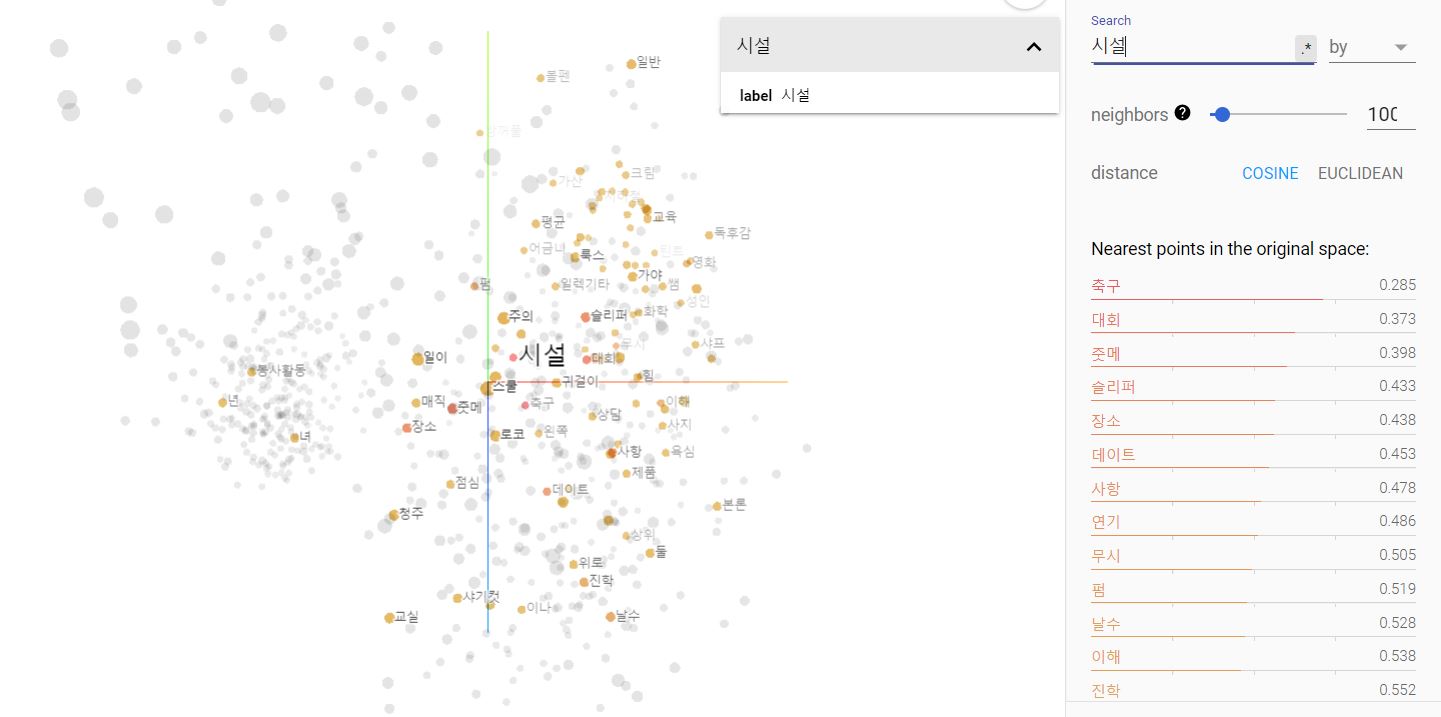 시설
label 시설
Search
시설
.*
by
neighbors ?
100
distance
COSINE
EUCLIDEAN
Nearest points in the original space:
축구 0.285
대회 0.373
줏메 0.398
슬리퍼 0.433
장소 0.438
데이트 0.453
사항 0.478
연기 0.486
무시 0.505
펌 0.519
날수 0.528
이해 0.538
진학 0.552
일반
볼펜
가산
크림
교육
평균
독후감
어금니
룩스
영화
가야
펌
일렉기타
쌤
성인
주의
슬리퍼
화학
무시
샤프
시설
대회
일이
봉사활동
스쿨
귀걸이
힘
년
매직
줏메
축구
이해
상담
사지
장소
로코
왼쪽
녀
사항
욕심
제품
점심
데이트
본론
청주
상위
둘
위로
진학
샤기컷
이나
교실
날수